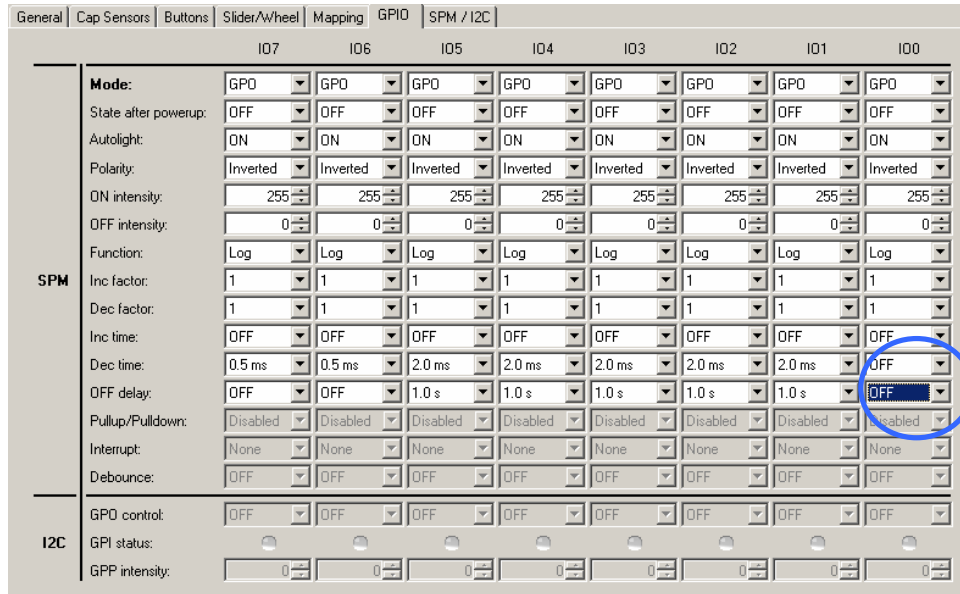 General Cap Sensors Buttons Slider/Wheel Mapping GPIO SPM / I2C
IO7 IO6 IO5 IO4 IO3 IO2 IO1 IO0
Mode: GPO GPO GPO GPO GPO GPO GPO GPO
State after powerup: OFF OFF OFF OFF OFF OFF OFF OFF
Autolight: ON ON ON ON ON ON ON ON
Polarity: Inverted Inverted Inverted Inverted Inverted Inverted Inverted Inverted
ON intensity: 255 255 255 255 255 255 255 255
OFF intensity: 0 0 0 0 0 0 0 0
Function: Log Log Log Log Log Log Log Log
SPM Inc factor: 1 1 1 1 1 1 1 1
Dec factor: 1 1 1 1 1 1 1 1
Inc time: OFF OFF OFF OFF OFF OFF OFF OFF
Dec time: 0.5 ms 0.5 ms 2.0 ms 2.0 ms 2.0 ms 2.0 ms 2.0 ms OFF
OFF delay: OFF OFF 1.0 s 1.0 s 1.0 s 1.0 s 1.0 s OFF
Pullup/Pulldown: Disabled Disabled Disabled Disabled Disabled Disabled Disabled Disabled
Interrupt: None None None None None None None None
Debounce: OFF OFF OFF OFF OFF OFF OFF OFF
GPO control: OFF OFF OFF OFF OFF OFF OFF OFF
I2C GPI status:
GPP intensity: 0 0 0 0 0 0 0 0